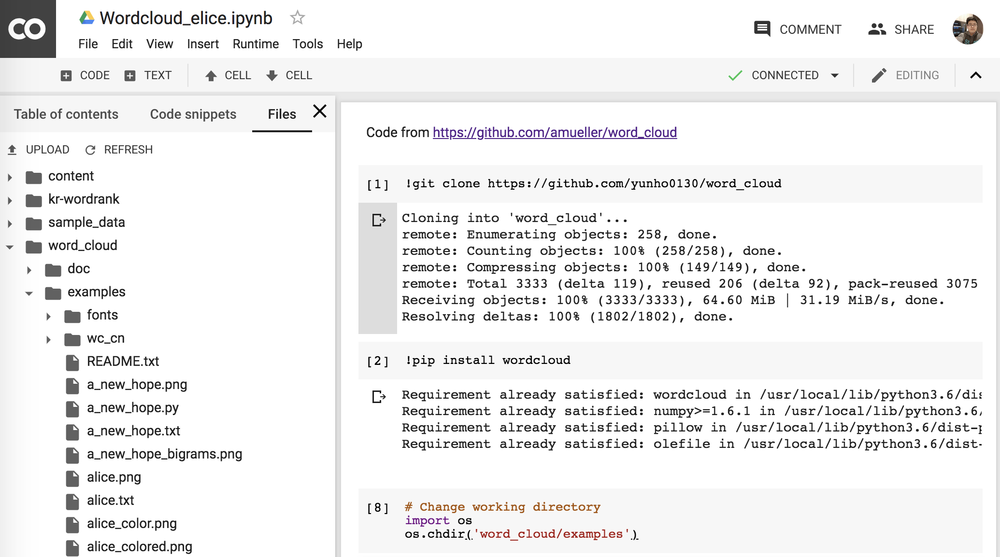 CO
Wordcloud_elice.ipynb
File Edit View Insert Runtime Tools Help
COMMENT SHARE
CODE TEXT CELL CELL
CONNECTED EDITING
Table of contents Code snippets Files
UPLOAD REFRESH
content
kr-wordrank
sample_data
word_cloud
doc
examples
fonts
wc_cn
README.txt
a_new_hope.png
a_new_hope.py
a_new_hope.txt
a_new_hope_bigrams.png
alice.png
alice.txt
alice_color.png
alice_colored.png
Code from https://github.com/amueller/word_cloud
[1] !git clone https://github.com/yunho0130/word_cloud
Cloning into 'word_cloud'...
remote: Enumerating objects: 258, done.
remote: Counting objects: 100% (258/258), done.
remote: Compressing objects: 100% (149/149), done.
remote: Total 3333 (delta 119), reused 206 (delta 92), pack-reused 3075
Receiving objects: 100% (3333/3333), 64.60 MiB | 31.19 MiB/s, done.
Resolving deltas: 100% (1802/1802), done.
[2] !pip install wordcloud
Requirement already satisfied: wordcloud in /usr/local/lib/python3.6/dis
Requirement already satisfied: numpy>=1.6.1 in /usr/local/lib/python3.6/
Requirement already satisfied: pillow in /usr/local/lib/python3.6/dist-p
Requirement already satisfied: olefile in /usr/local/lib/python3.6/dist-
[8] # Change working directory
import os
os.chdir('word_cloud/examples')